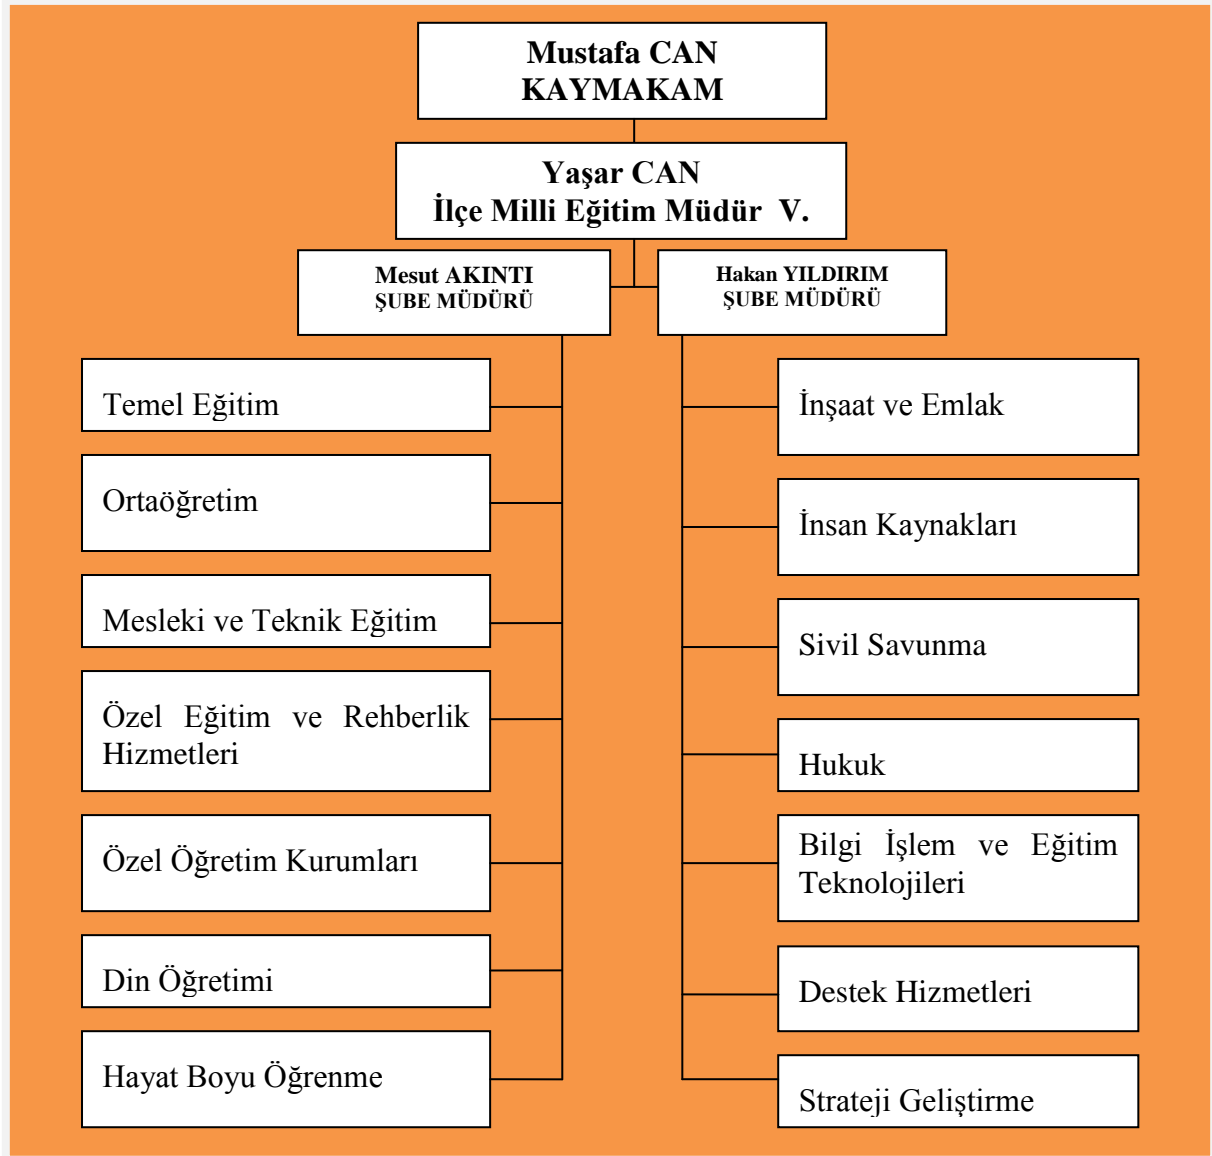 Mustafa CAN
KAYMAKAM
Yaşar CAN
İlçe Milli Eğitim Müdür V.
Mesut AKINTI
ŞUBE MÜDÜRÜ
Hakan YILDIRIM
ŞUBE MÜDÜRÜ
Temel Eğitim
Ortaöğretim
Mesleki ve Teknik Eğitim
Özel Eğitim ve Rehberlik
Hizmetleri
Özel Öğretim Kurumları
Din Öğretimi
Hayat Boyu Öğrenme
İnşaat ve Emlak
İnsan Kaynakları
Sivil Savunma
Hukuk
Bilgi İşlem ve Eğitim
Teknolojileri
Destek Hizmetleri
Strateji Geliştirme